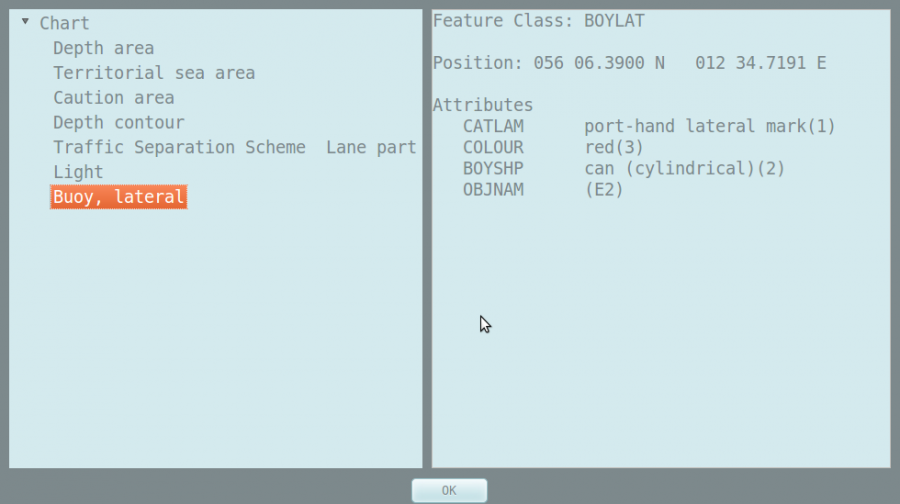 Chart
Depth area
Territorial sea area
Caution area
Depth contour
Traffic Separation Scheme  Lane part
Light
Buoy, lateral
Feature Class: BOYLAT
Position: 056 06.3900 N   012 34.7191 E
Attributes
CATLAM      port-hand lateral mark(1)
COLOUR      red(3)
BOYSHP      can (cylindrical)(2)
OBJNAM      (E2)
OK